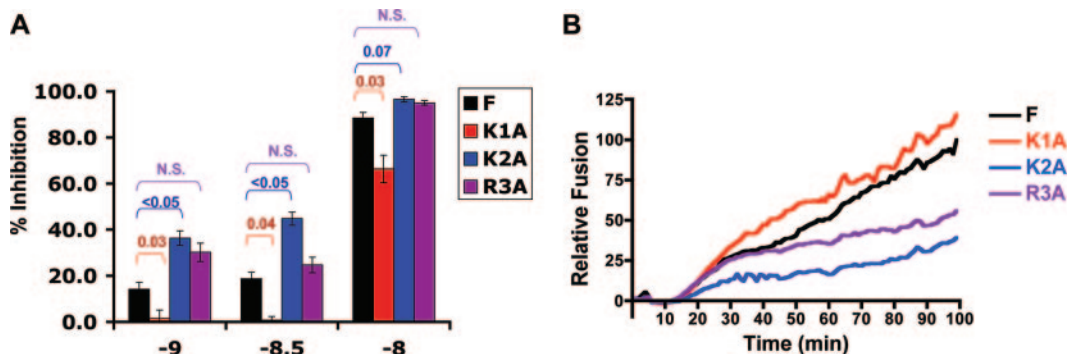 A
N.S.
0.07
0.03
N.S.
N.S.
<0.05
<0.05
0.04
0.03
% Inhibition
100.0
80.0
60.0
40.0
20.0
0.0
-9
-8.5
-8
F
K1A
K2A
R3A
B
Relative Fusion
125
100
75
50
25
0
10 20 30 40 50 60 70 80 90 100
Time (min)
F
K1A
K2A
R3A